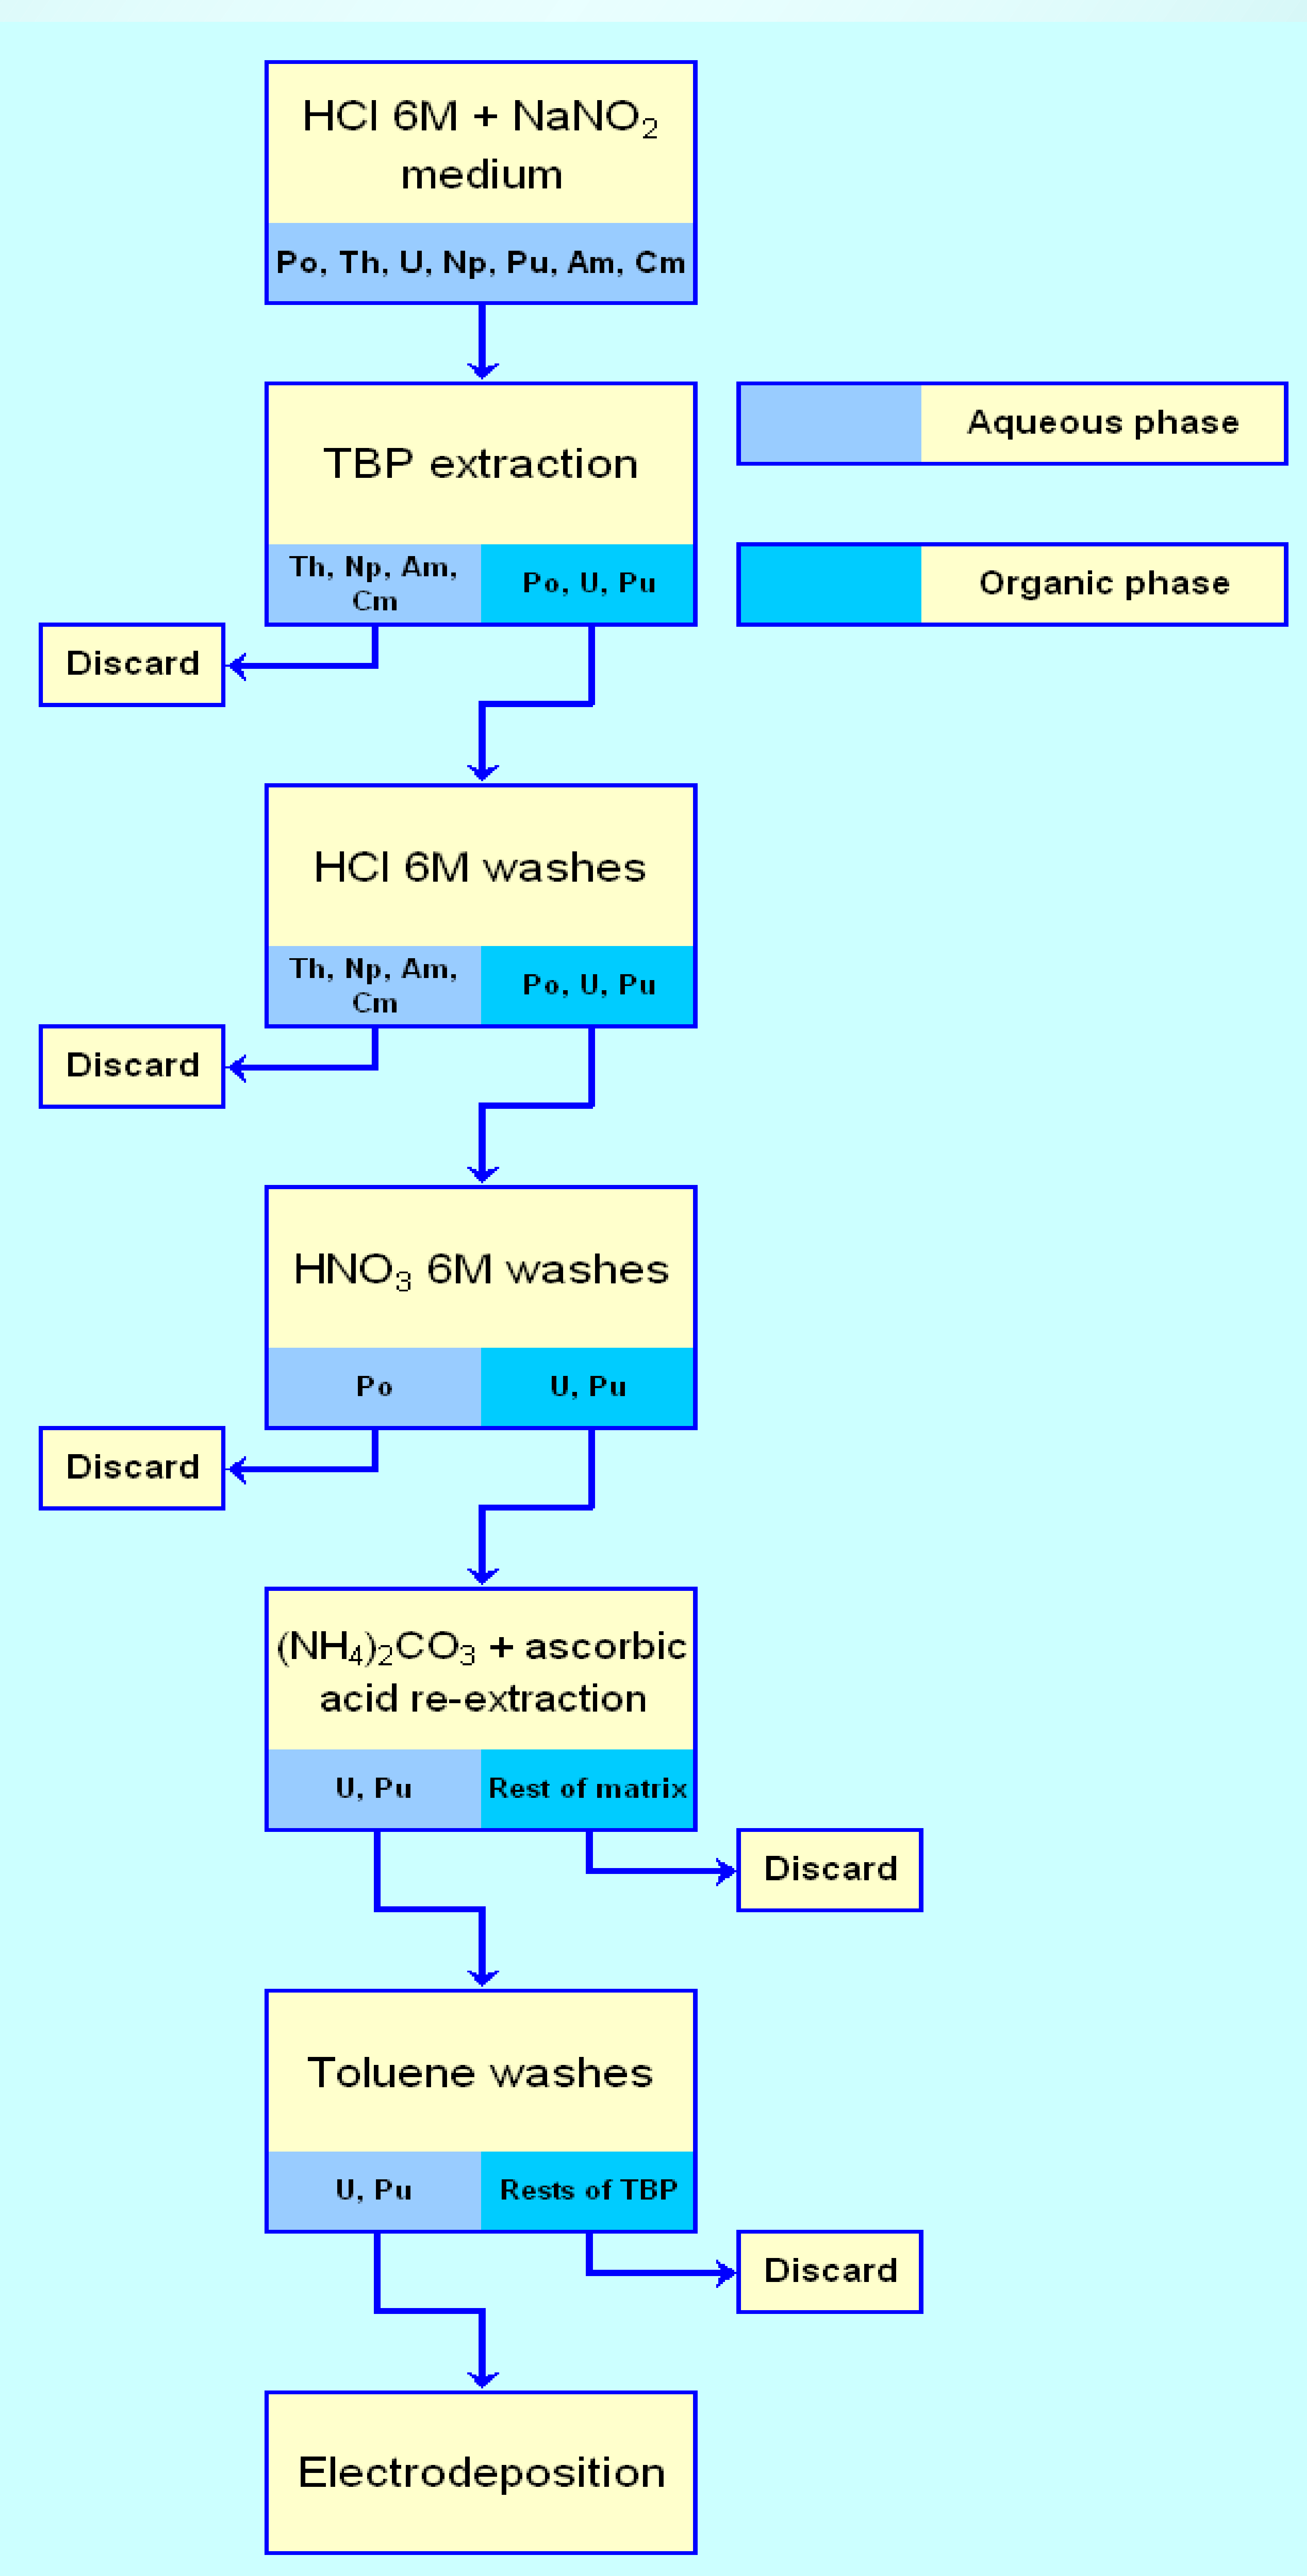 HCl 6M + NaNO₂
medium
Po, Th, U, Np, Pu, Am, Cm
TBP extraction
Th, Np, Am,
Cm
Po, U, Pu
Aqueous phase
Organic phase
Discard
HCl 6M washes
Th, Np, Am,
Cm
Po, U, Pu
Discard
HNO₃ 6M washes
Po
U, Pu
Discard
(NH₄)₂CO₃ + ascorbic
acid re-extraction
U, Pu
Rest of matrix
Discard
Toluene washes
U, Pu
Rests of TBP
Discard
Electrodeposition